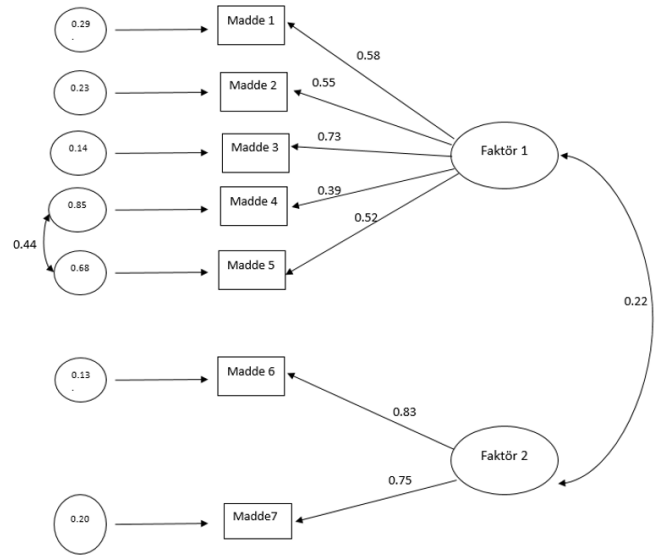 0.29
.
Madde 1
0.58
0.23
Madde 2
0.55
0.14
Madde 3
0.73
Faktör 1
0.85
Madde 4
0.39
0.44
0.68
Madde 5
0.52
0.22
0.13
.
Madde 6
0.83
Faktör 2
0.75
0.20
Madde7